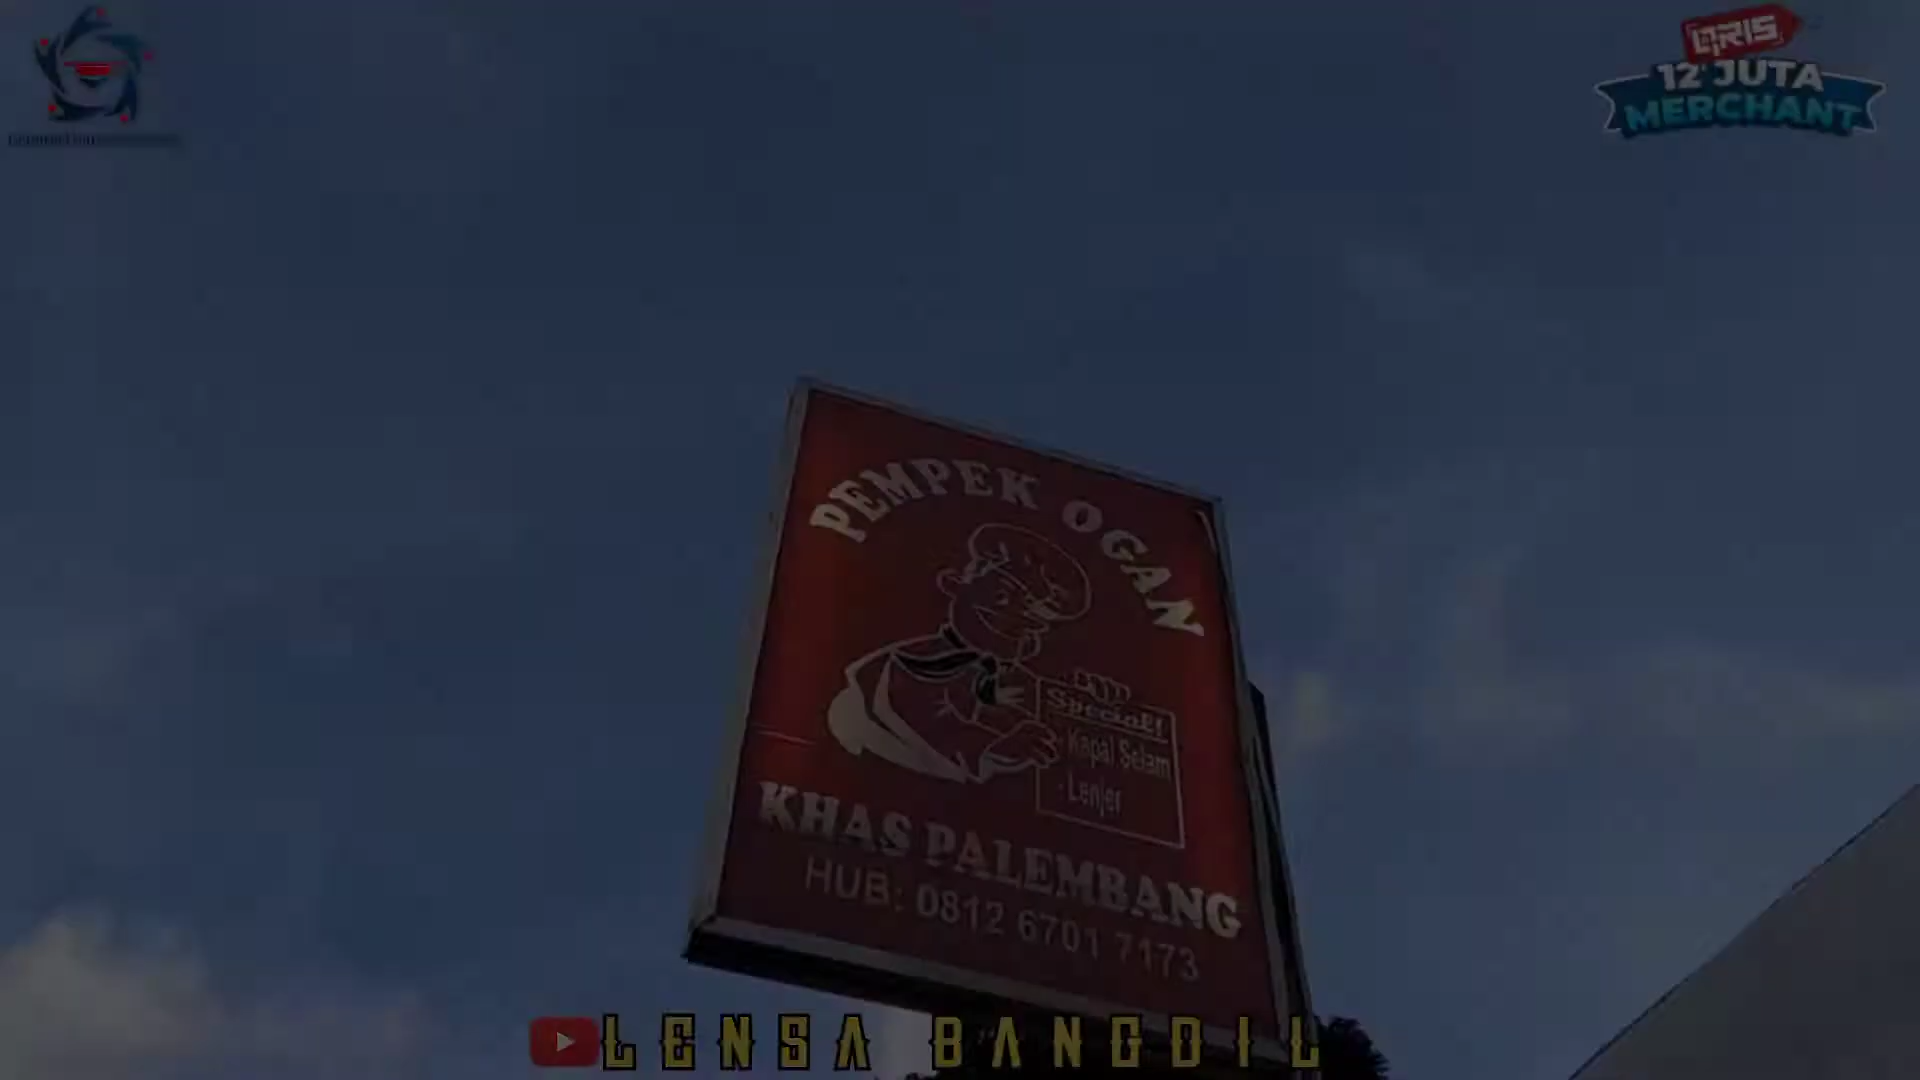 QRIS
12 JUTA
MERCHANT
PEMPEK OGAN
Special!
- Kapal Selam
- Lenjer
KHAS PALEMBANG
HUB: 0812 6701 7173
LENSA BANGDIL